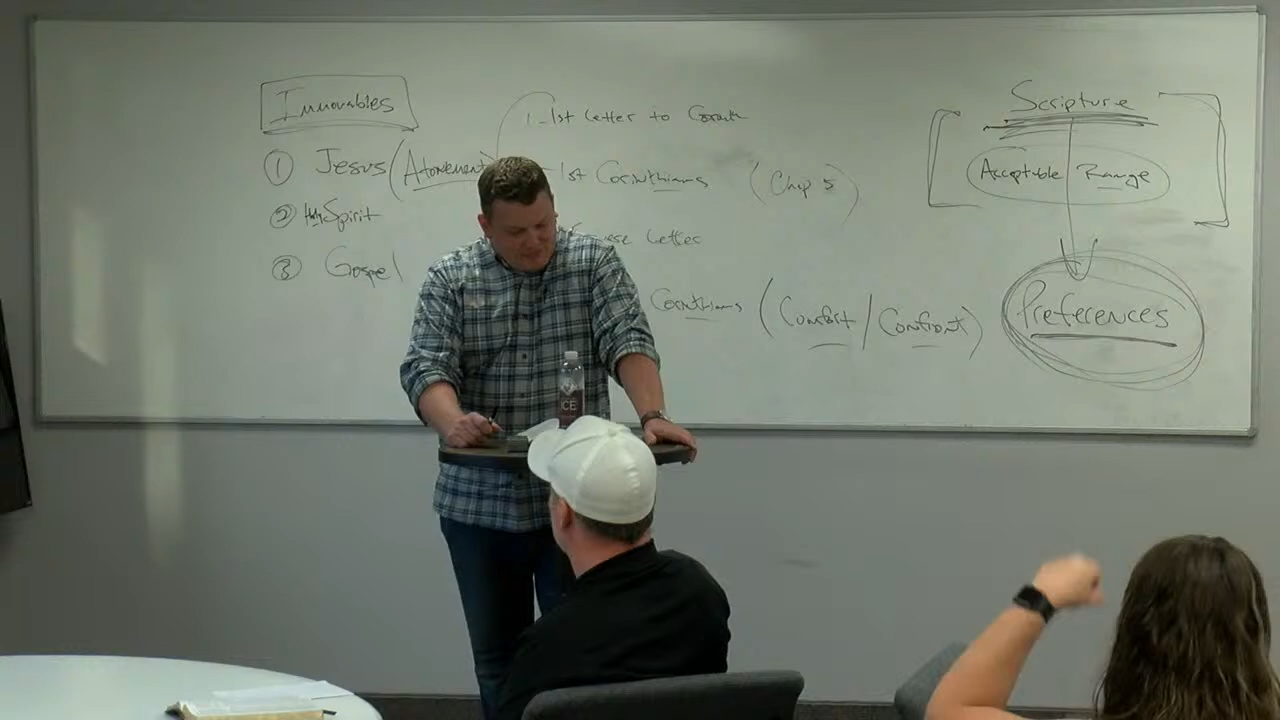 Immovables
① Jesus (Atonement)
② Holy Spirit
③ Gospel
1st Letter to Corinth
1st Corinthians (Chap 5)
Letter
Corinthians (Comfort / Confront)
Scripture
Acceptable Range
Preferences
ICE